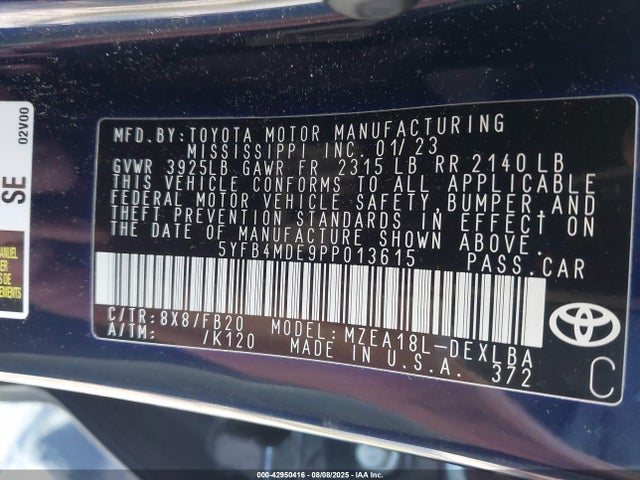 MFD.BY: TOYOTA MOTOR MANUFACTURING
MISSISSIPPI INC. 01/23
GVWR 3925LB GAWR FR 2315 LB RR 2140 LB
THIS VEHICLE CONFORMS TO ALL APPLICABLE
FEDERAL MOTOR VEHICLE SAFETY, BUMPER, AND
THEFT PREVENTION STANDARDS IN EFFECT ON
THE DATE OF MANUFACTURE SHOWN ABOVE.
5YFB4MDE9PP013615 PASS.CAR
C/TR: 8X8/FB20 MODEL: MZEA18L-DEXLBA
A/TM: /K120 MADE IN U.S.A. 372
C
SE
02V00
DE
000-42950416 - 08/08/2025 - IAA Inc.